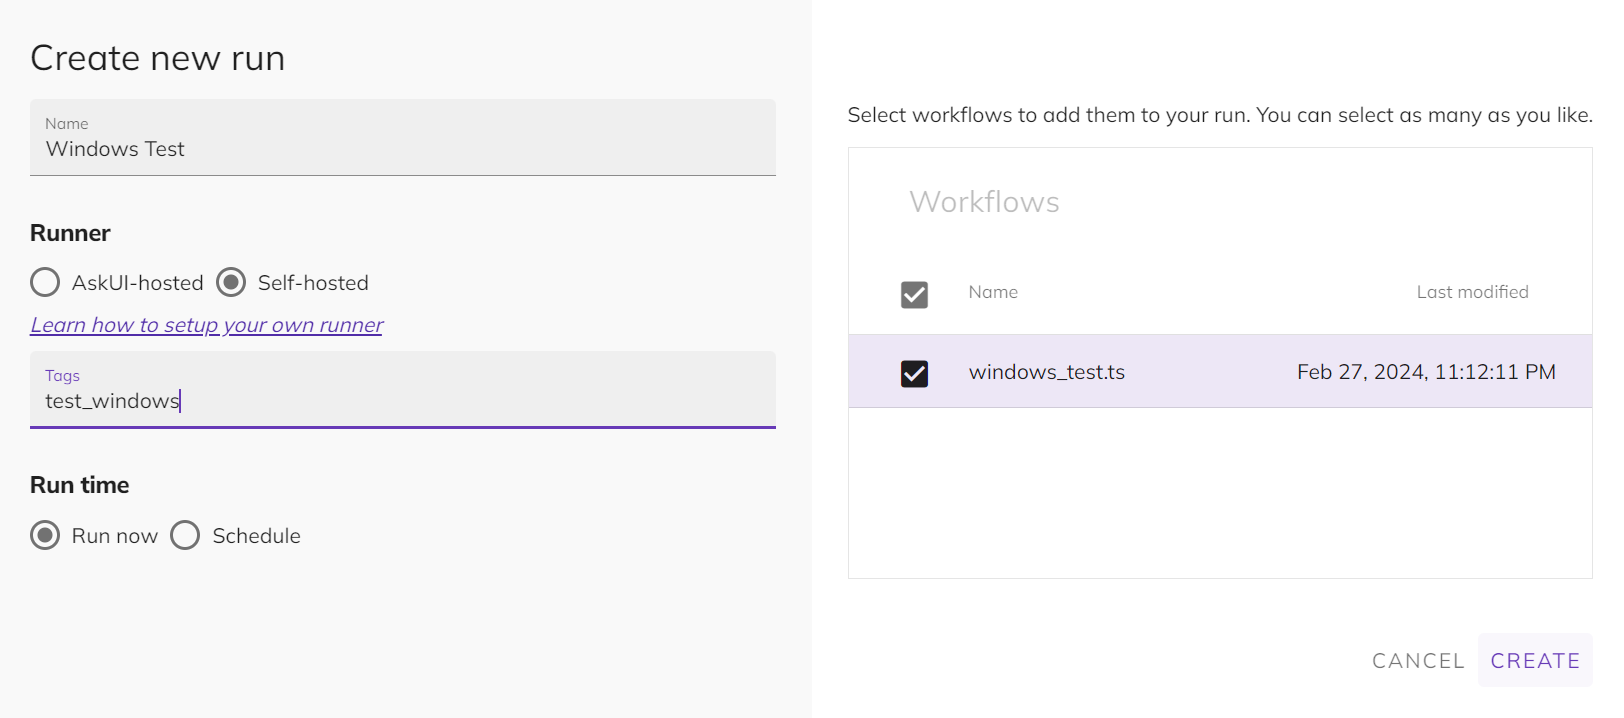 Create new run
Name
Windows Test
Runner
AskUI-hosted Self-hosted
Learn how to setup your own runner
Tags
test_windows
Run time
Run now Schedule
Select workflows to add them to your run. You can select as many as you like.
Workflows
Name Last modified
windows_test.ts Feb 27, 2024, 11:12:11 PM
CANCEL CREATE